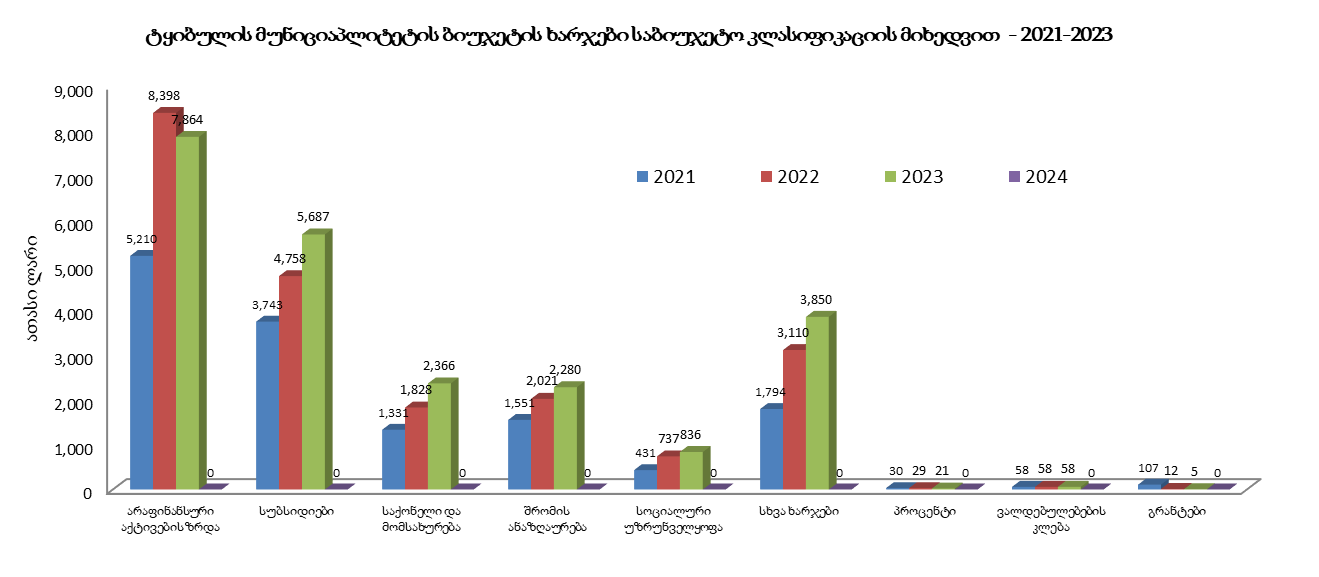 ტყიბულის მუნიციაპლიტეტის ბიუჯეტის ხარჯები საბიუჯეტო კლასიფიკაციის მიხედვით - 2021-2023
9,000
8,000
7,000
6,000
5,000
4,000
3,000
2,000
1,000
0
ათასი ლარი
2021 2022 2023 2024
5,210 8,398 7,864 0
3,743 4,758 5,687 0
1,331 1,828 2,366 0
1,551 2,021 2,280 0
431 737 836 0
1,794 3,110 3,850 0
30 29 21 0
58 58 58 0
107 12 5 0
არაფინანსური
აქტივების ზრდა
სუბსიდიები
საქონელი და
მომსახურება
შრომის
ანაზღაურება
სოციალური
უზრუნველყოფა
სხვა ხარჯები
პროცენტი
ვალდებულებების
კლება
გრანტები